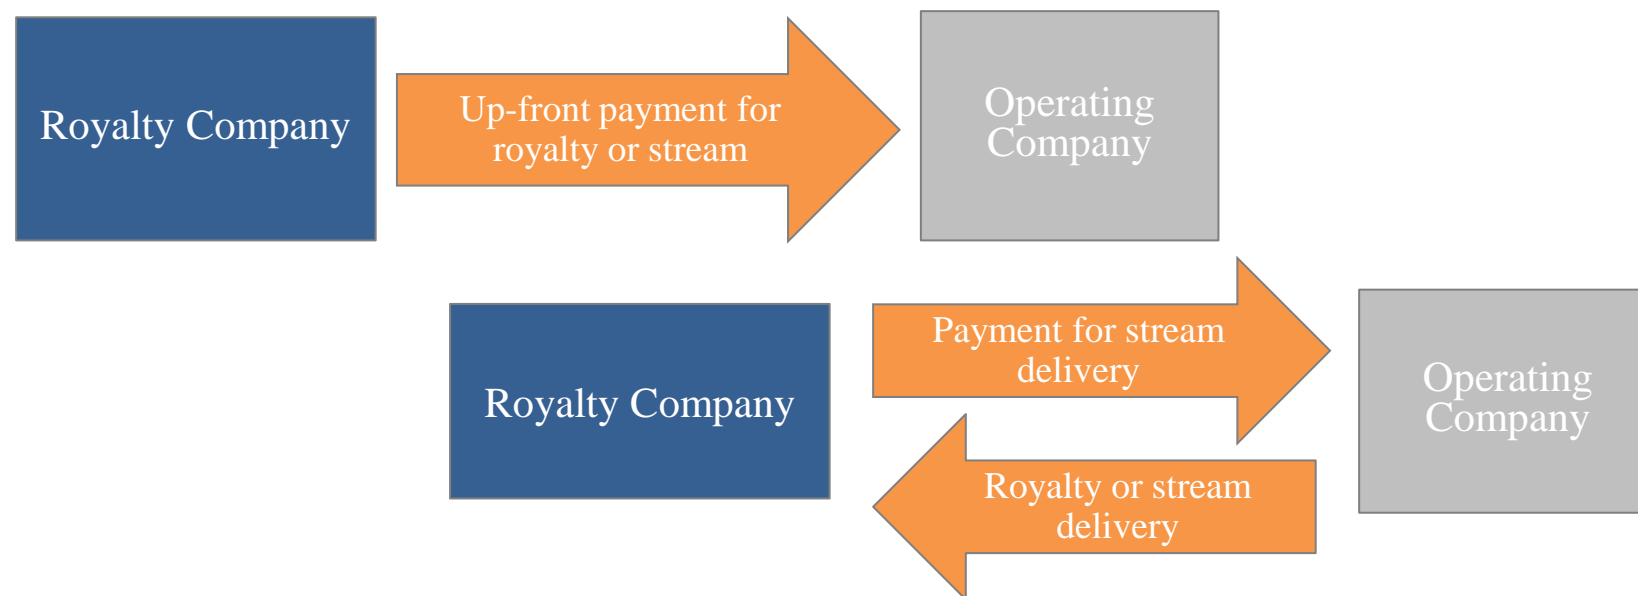 Royalty Company
Up-front payment for
royalty or stream
Operating
Company
Royalty Company
Payment for stream
delivery
Operating
Company
Royalty or stream
delivery